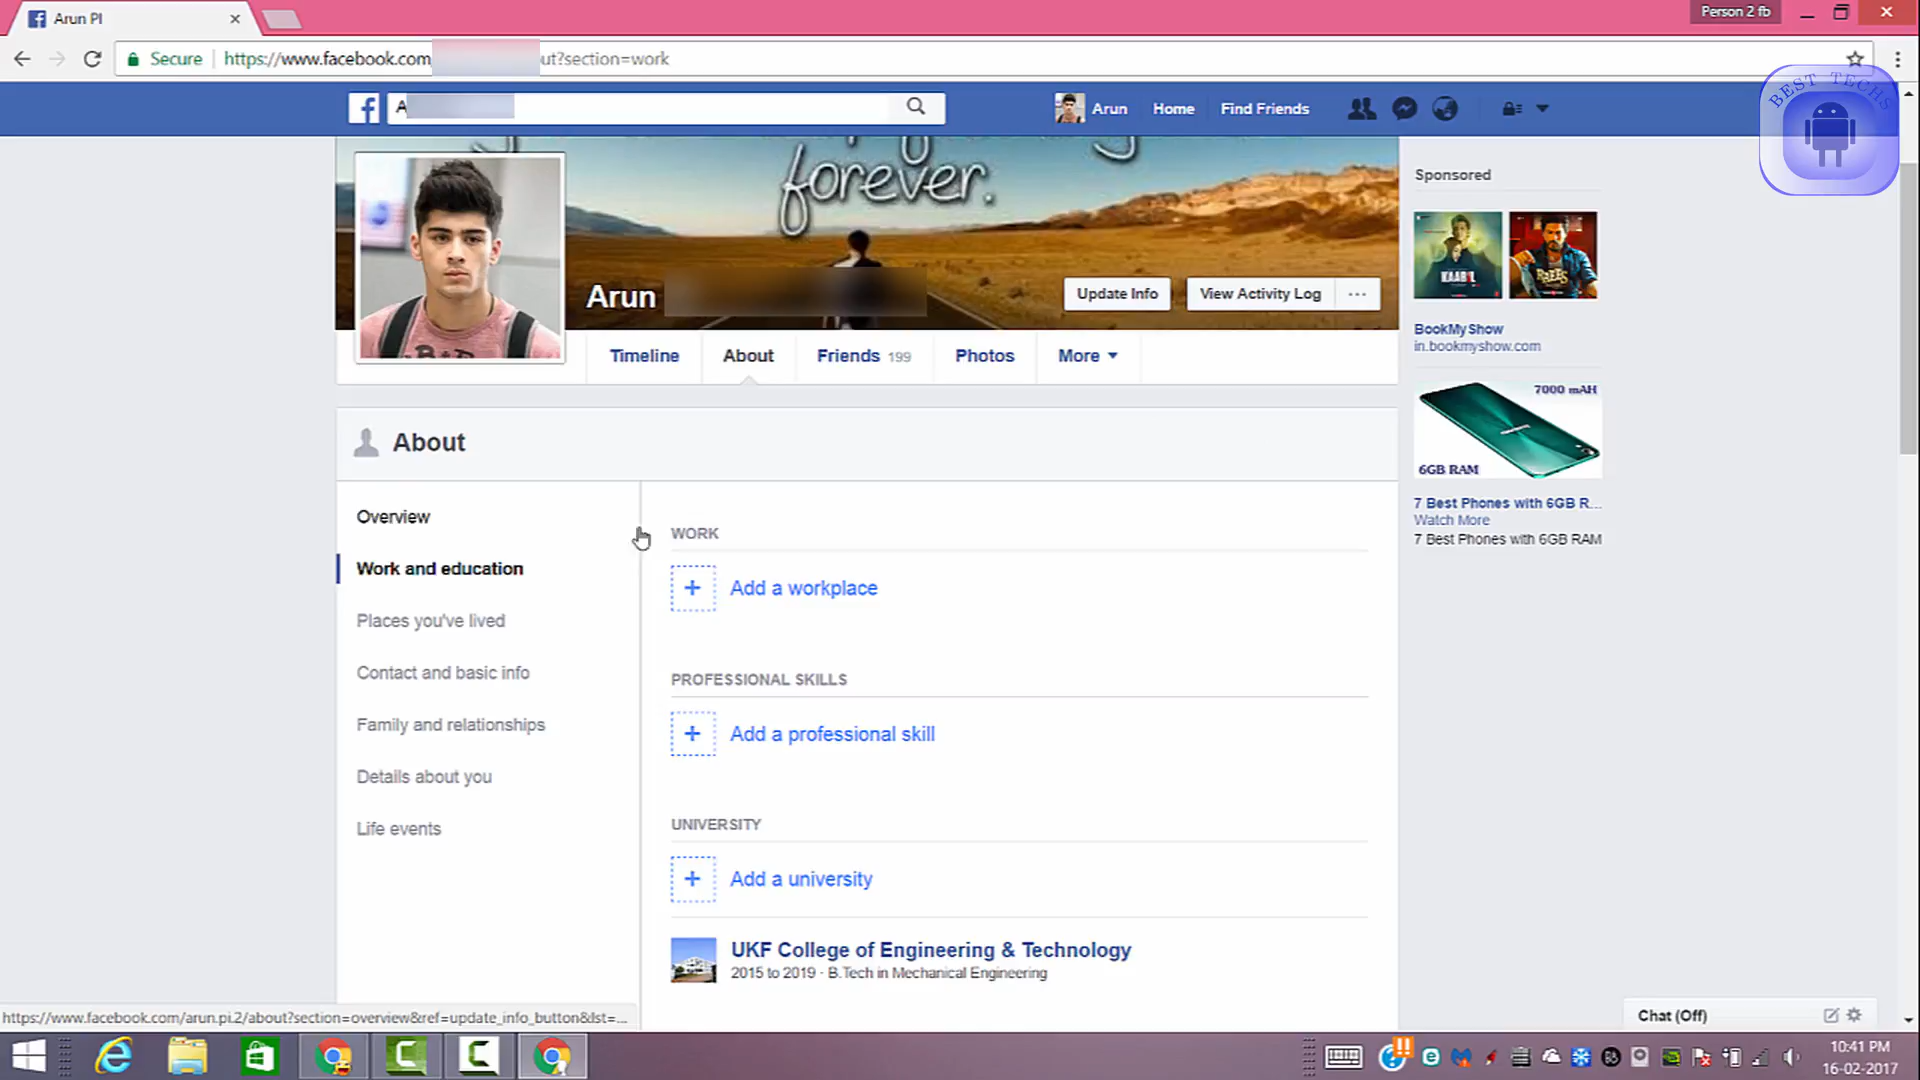 Arun PI
Person 2 fb
Secure
https://www.facebook.com
ut?section=work
BEST TECHS
A
Arun
Home
Find Friends
forever.
Arun
Update Info
View Activity Log
Timeline
About
Friends 199
Photos
More
Sponsored
KAABIL
RAEES
BookMyShow
in.bookmyshow.com
7000 mAH
6GB RAM
7 Best Phones with 6GB R...
Watch More
7 Best Phones with 6GB RAM
About
Overview
Work and education
Places you've lived
Contact and basic info
Family and relationships
Details about you
Life events
WORK
Add a workplace
PROFESSIONAL SKILLS
Add a professional skill
UNIVERSITY
Add a university
UKF College of Engineering & Technology
2015 to 2019 · B.Tech in Mechanical Engineering
https://www.facebook.com/arun.pi.2/about?section=overview&ref=update_info_button&lst=...
Chat (Off)
10:41 PM
16-02-2017